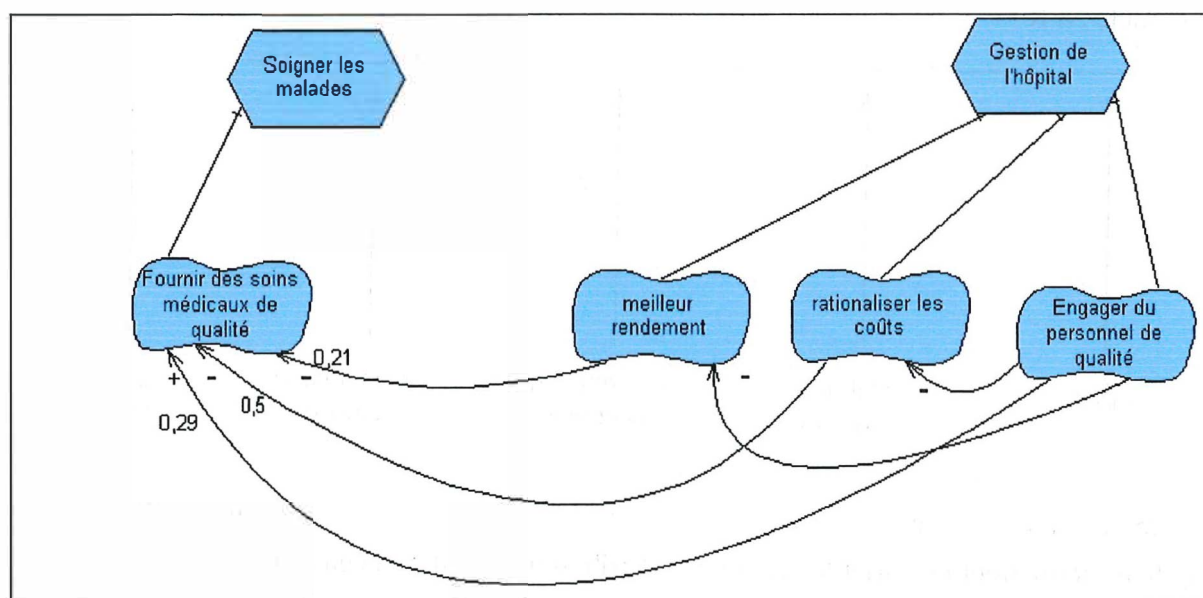 Soigner les
malades
Gestion de
l'hôpital
Fournir des soins
médicaux de
qualité
meilleur
rendement
rationaliser les
coûts
Engager du
personnel de
qualité
0,21
+
-
-
-
-
0,5
0,29